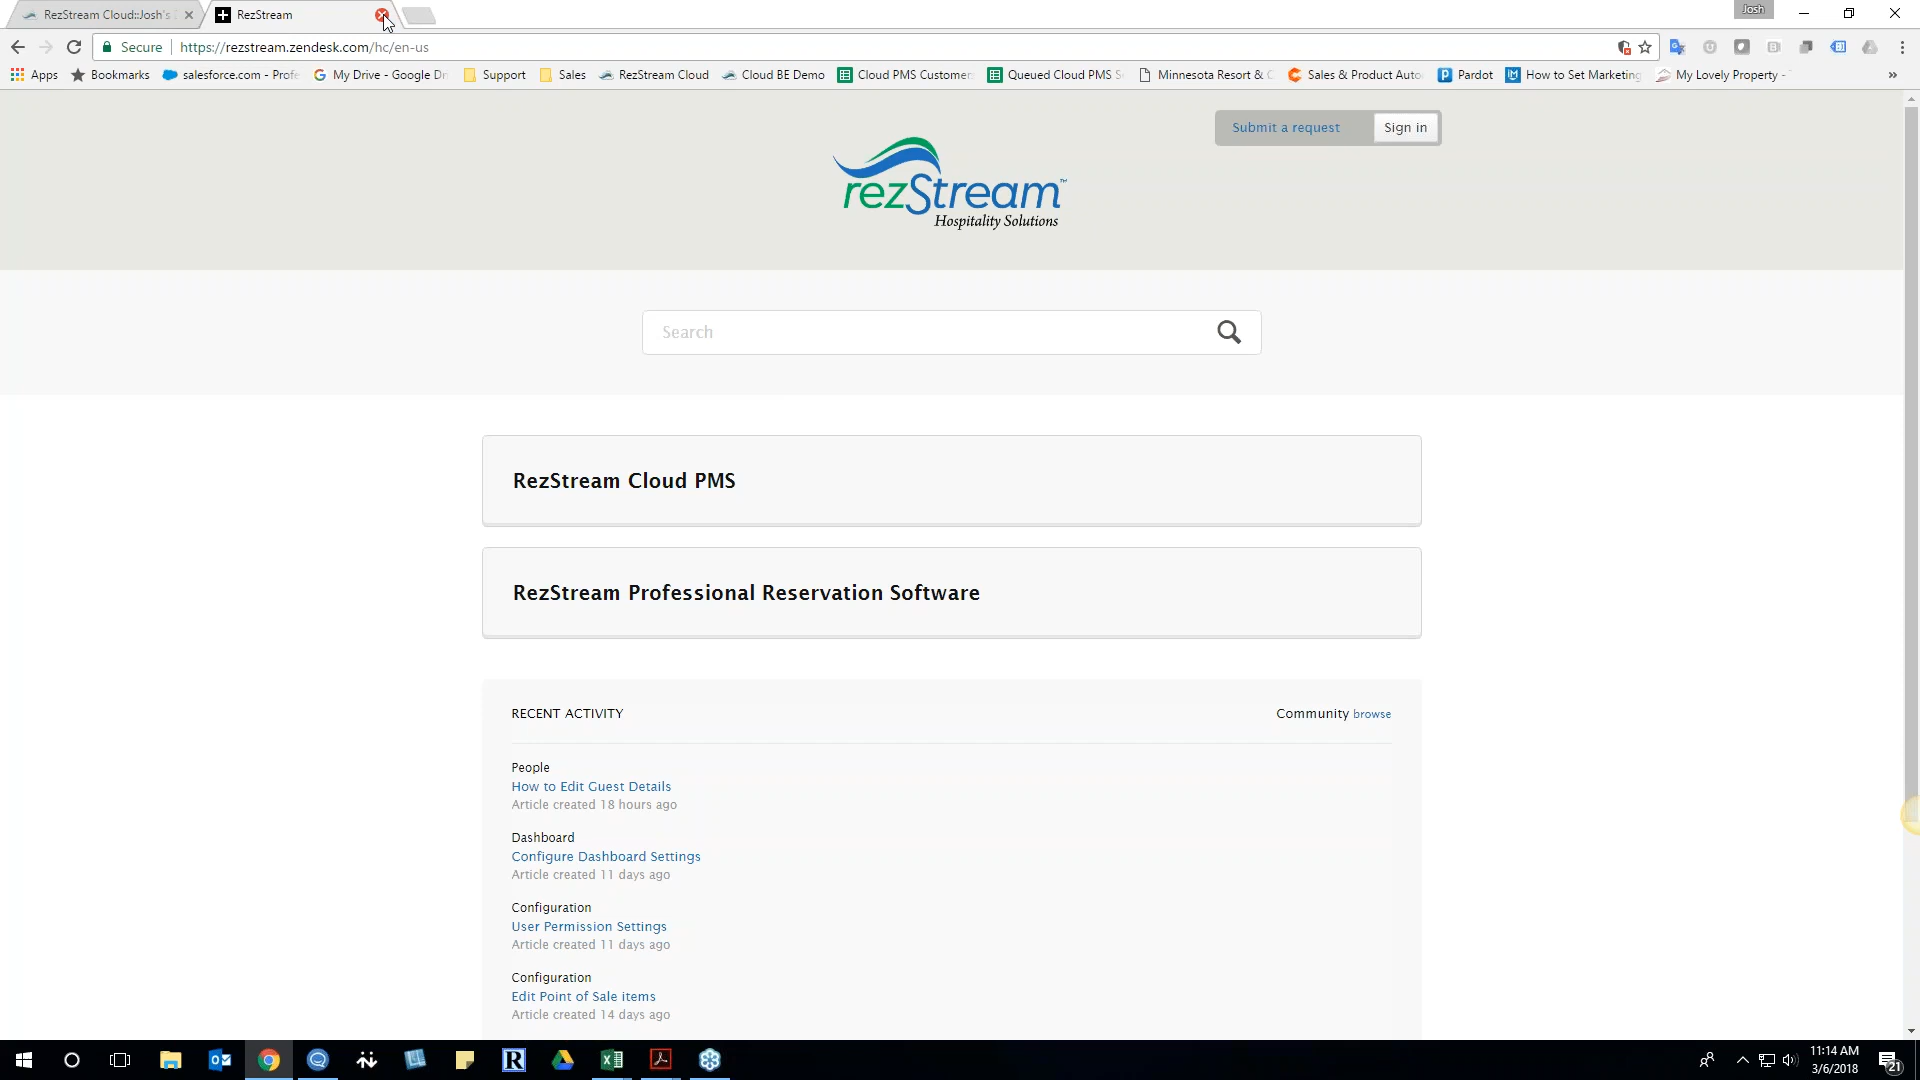 RezStream Cloud::Josh's
RezStream
Josh
Secure
https://rezstream.zendesk.com/hc/en-us
Apps
Bookmarks
salesforce.com - Profe
My Drive - Google Dr
Support
Sales
RezStream Cloud
Cloud BE Demo
Cloud PMS Customer
Queued Cloud PMS S
Minnesota Resort & C
Sales & Product Auto
Pardot
How to Set Marketing
My Lovely Property -
»
Submit a request
Sign in
rezStream™
Hospitality Solutions
Search
RezStream Cloud PMS
RezStream Professional Reservation Software
RECENT ACTIVITY
Community browse
People
How to Edit Guest Details
Article created 18 hours ago
Dashboard
Configure Dashboard Settings
Article created 11 days ago
Configuration
User Permission Settings
Article created 11 days ago
Configuration
Edit Point of Sale items
Article created 14 days ago
11:14 AM
3/6/2018
21